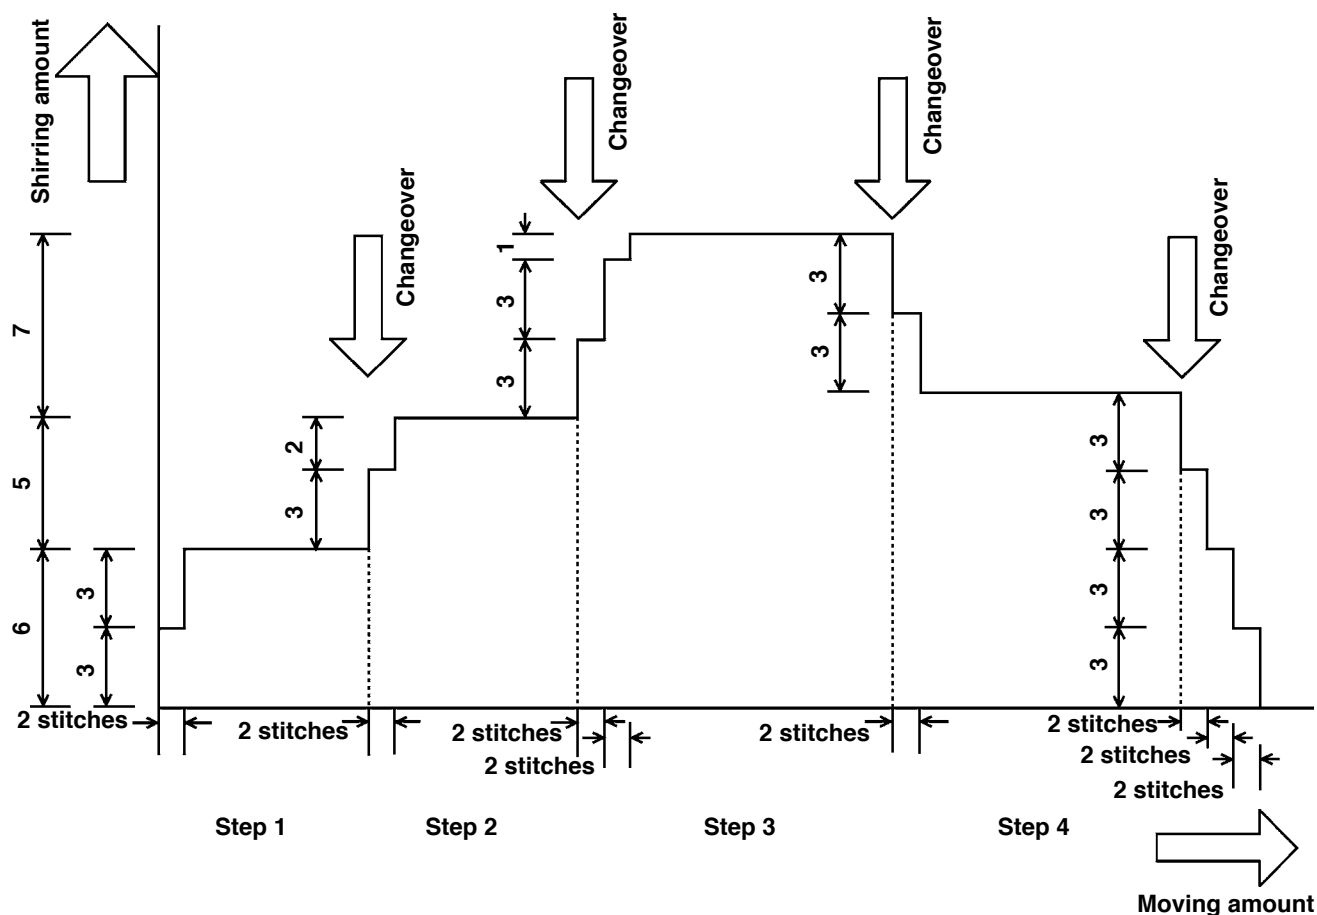 Shirring amount
Changeover
Changeover
Changeover
Changeover
7
5
6
3
3
2
3
1
3
3
3
3
3
3
3
3
2 stitches
2 stitches
2 stitches
2 stitches
2 stitches
2 stitches
2 stitches
2 stitches
Step 1
Step 2
Step 3
Step 4
Moving amount